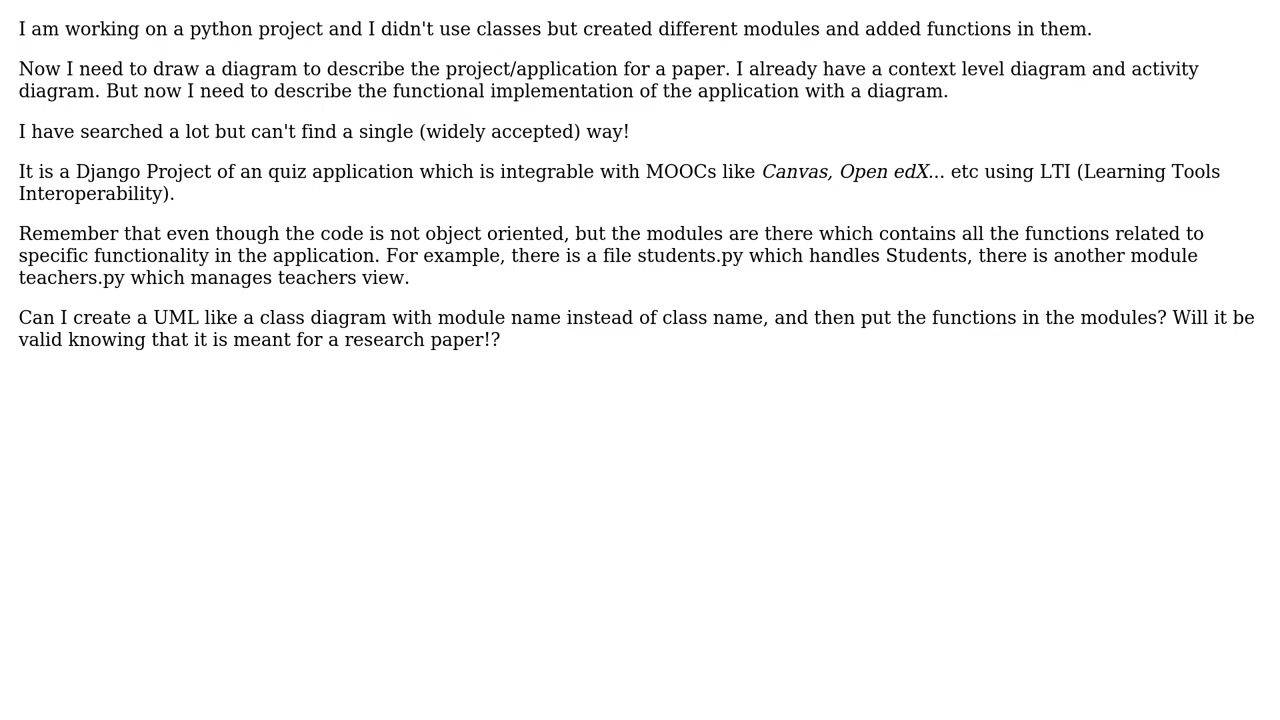 I am working on a python project and I didn't use classes but created different modules and added functions in them.
Now I need to draw a diagram to describe the project/application for a paper. I already have a context level diagram and activity
diagram. But now I need to describe the functional implementation of the application with a diagram.
I have searched a lot but can't find a single (widely accepted) way!
It is a Django Project of an quiz application which is integrable with MOOCs like Canvas, Open edX... etc using LTI (Learning Tools
Interoperability).
Remember that even though the code is not object oriented, but the modules are there which contains all the functions related to
specific functionality in the application. For example, there is a file students.py which handles Students, there is another module
teachers.py which manages teachers view.
Can I create a UML like a class diagram with module name instead of class name, and then put the functions in the modules? Will it be
valid knowing that it is meant for a research paper!?